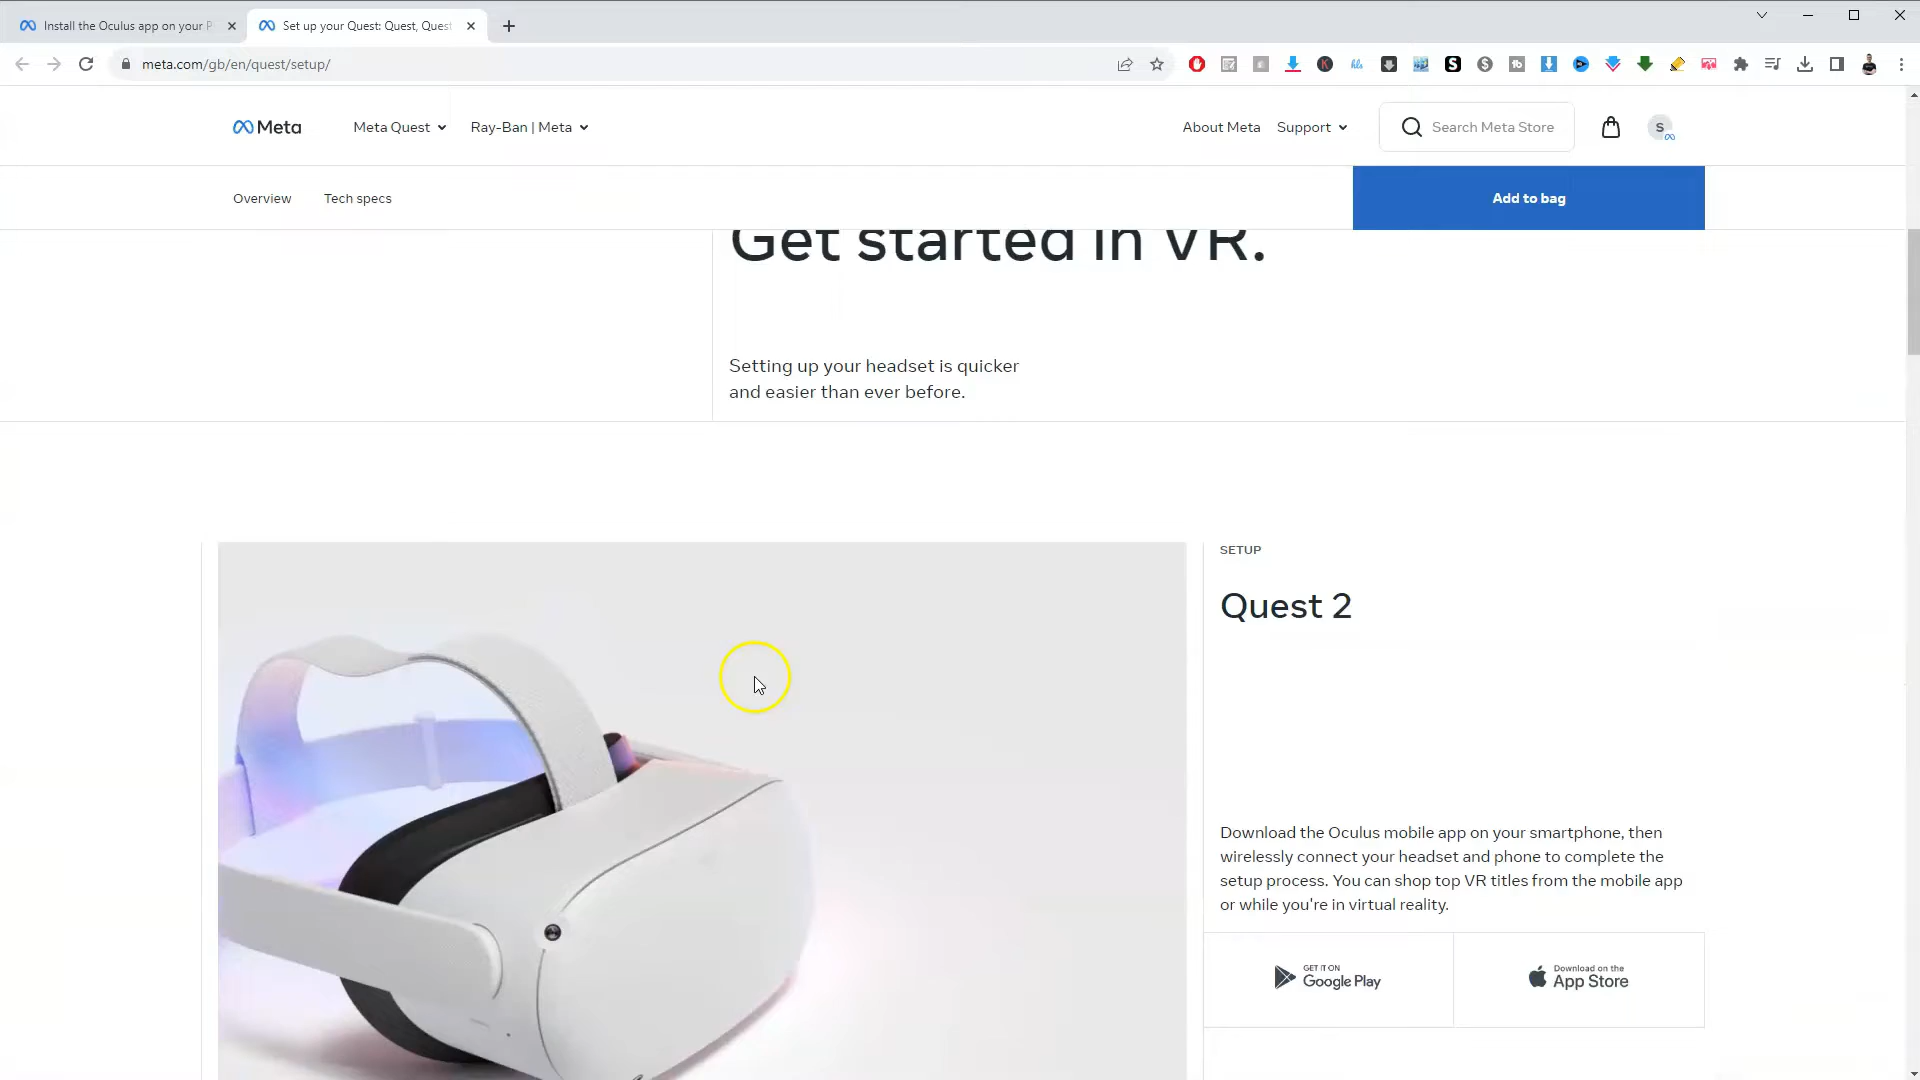 Install the Oculus app on your P
Set up your Quest: Quest, Quest
meta.com/gb/en/quest/setup/
Meta
Meta Quest
Ray-Ban | Meta
About Meta
Support
Search Meta Store
S
Overview
Tech specs
Add to bag
Get started in VR.
Setting up your headset is quicker
and easier than ever before.
SETUP
Quest 2
Download the Oculus mobile app on your smartphone, then
wirelessly connect your headset and phone to complete the
setup process. You can shop top VR titles from the mobile app
or while you're in virtual reality.
GET IT ON
Google Play
Download on the
App Store